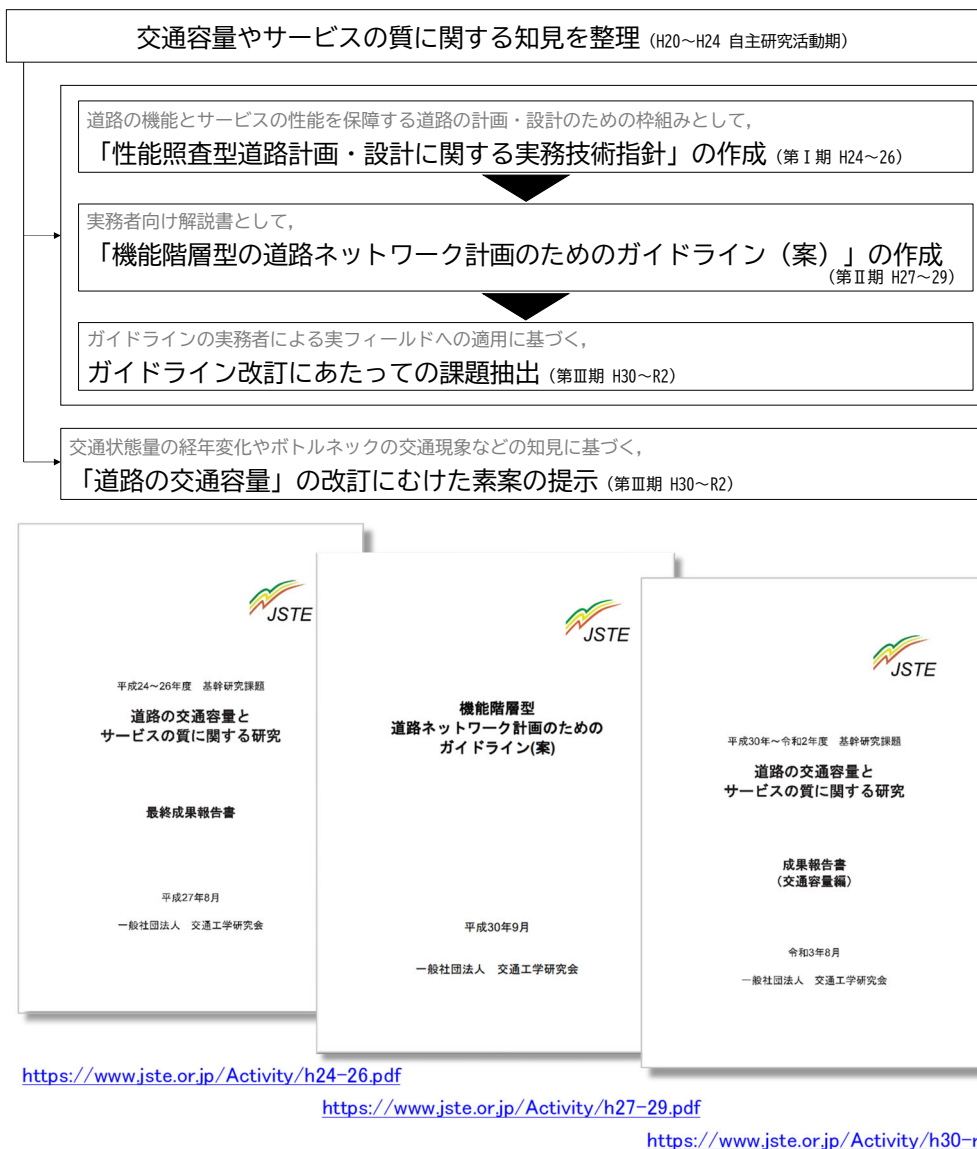 交通容量やサービスの質に関する知見を整理 (H20～H24 自主研究活動期)
道路の機能とサービスの性能を保障する道路の計画・設計のための枠組みとして,
「性能照査型道路計画・設計に関する実務技術指針」の作成 (第Ⅰ期 H24～26)
実務者向け解説書として,
「機能階層型の道路ネットワーク計画のためのガイドライン（案）」の作成
(第Ⅱ期 H27～29)
ガイドラインの実務者による実フィールドへの適用に基づく,
ガイドライン改訂にあたっての課題抽出 (第Ⅲ期 H30～R2)
交通状態量の経年変化やボトルネックの交通現象などの知見に基づく,
「道路の交通容量」の改訂にむけた素案の提示 (第Ⅲ期 H30～R2)
JSTE
平成24～26年度 基幹研究課題
道路の交通容量と
サービスの質に関する研究
最終成果報告書
平成27年8月
一般社団法人 交通工学研究会
JSTE
機能階層型
道路ネットワーク計画のための
ガイドライン(案)
平成30年9月
一般社団法人 交通工学研究会
JSTE
平成30年～令和2年度 基幹研究課題
道路の交通容量と
サービスの質に関する研究
成果報告書
（交通容量編）
令和3年8月
一般社団法人 交通工学研究会
https://www.jste.or.jp/Activity/h24-26.pdf
https://www.jste.or.jp/Activity/h27-29.pdf
https://www.jste.or.jp/Activity/h30-